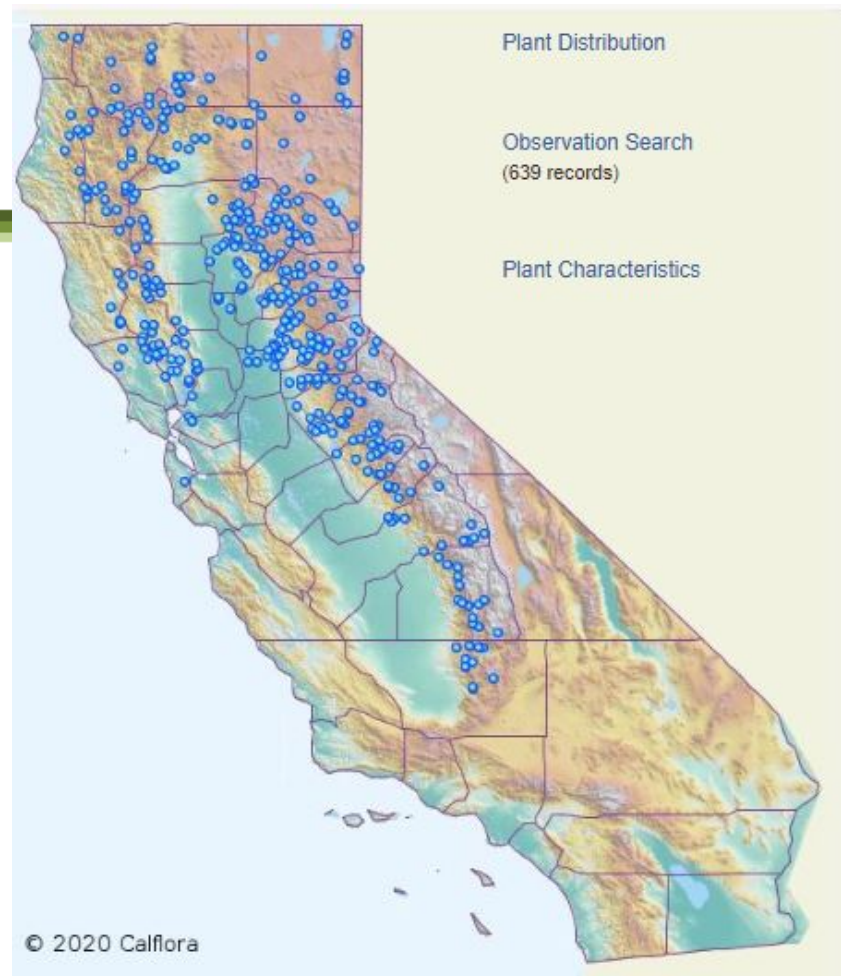 Plant Distribution
Observation Search
(639 records)
Plant Characteristics
© 2020 Calflora